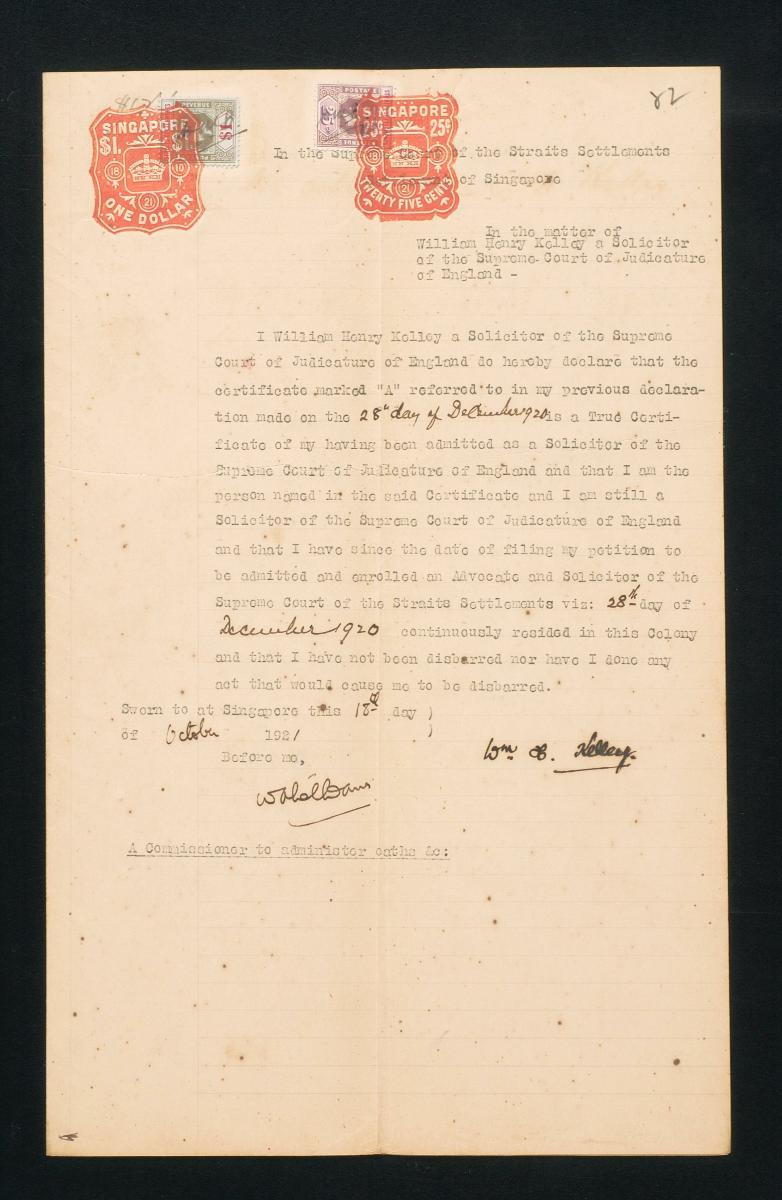 82
SINGAPORE
$1.
18 10
21
ONE DOLLAR
REVENUE
$1
POSTAGE
25c
SINGAPORE
25c 25c
18 10
21
TWENTY FIVE CENTS
In the Supreme Court of the Straits Settlements
of Singapore
In the matter of
William Henry Kelley a Solicitor
of the Supreme Court of Judicature
of England -
I William Henry Kelley a Solicitor of the Supreme
Court of Judicature of England do hereby declare that the
certificate marked "A" referred to in my previous declara-
tion made on the 28th day of December 1920 is a True Certi-
ficate of my having been admitted as a Solicitor of the
Supreme Court of Judicature of England and that I am the
person named in the said Certificate and I am still a
Solicitor of the Supreme Court of Judicature of England
and that I have since the date of filing my petition to
be admitted and enrolled an Advocate and Solicitor of the
Supreme Court of the Straits Settlements viz: 28th day of
December 1920 continuously resided in this Colony
and that I have not been disbarred nor have I done any
act that would cause me to be disbarred.
Sworn to at Singapore this 18th day )
of October 1921 )
Before me,
Wm H. Kelley.
A Commissioner to administer oaths &c: